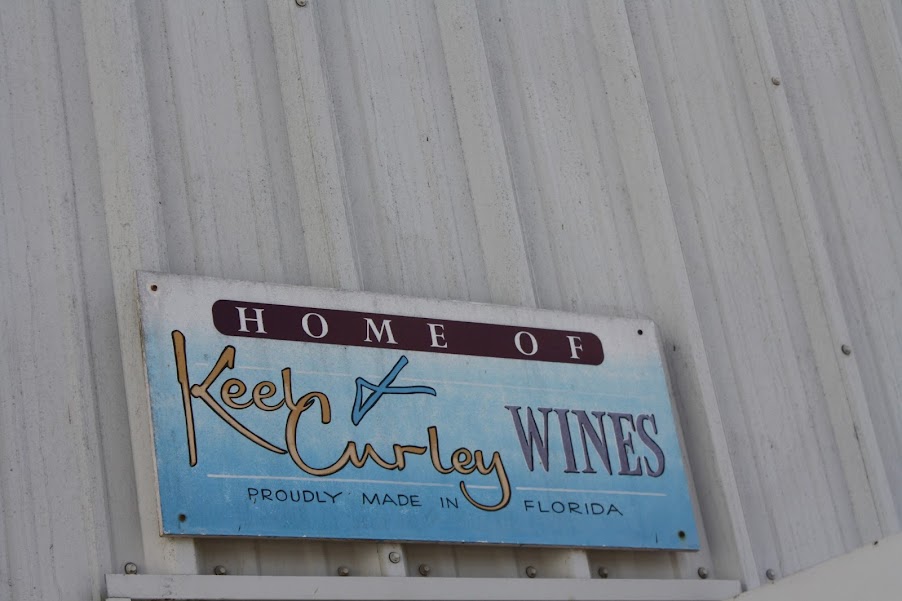 HOME OF
Keel & Curley WINES
PROUDLY MADE IN FLORIDA